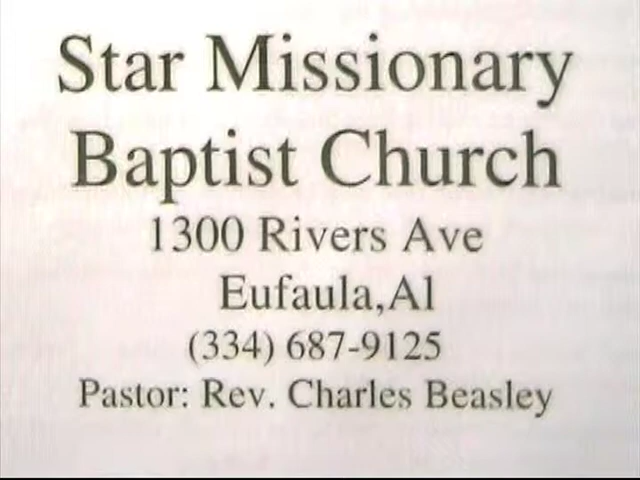 Star Missionary
Baptist Church
1300 Rivers Ave
Eufaula,Al
(334) 687-9125
Pastor: Rev. Charles Beasley